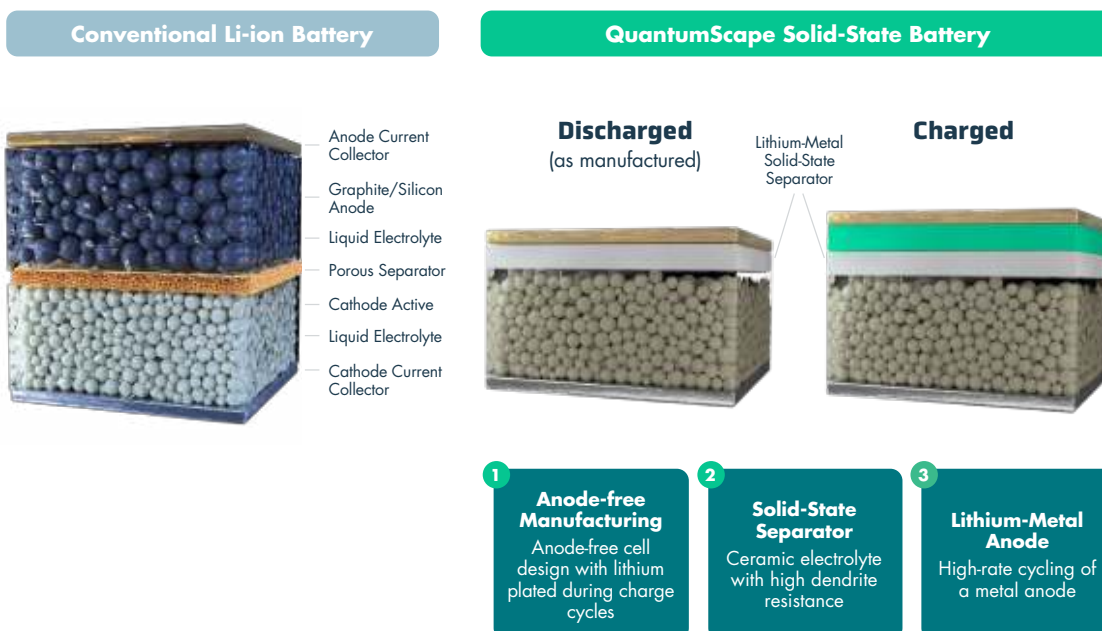 Conventional Li-ion Battery
QuantumScape Solid-State Battery
Anode Current
Collector
Graphite/Silicon
Anode
Liquid Electrolyte
Porous Separator
Cathode Active
Liquid Electrolyte
Cathode Current
Collector
Discharged
(as manufactured)
Lithium-Metal
Solid-State
Separator
Charged
1
Anode-free
Manufacturing
Anode-free cell
design with lithium
plated during charge
cycles
2
Solid-State
Separator
Ceramic electrolyte
with high dendrite
resistance
3
Lithium-Metal
Anode
High-rate cycling of
a metal anode